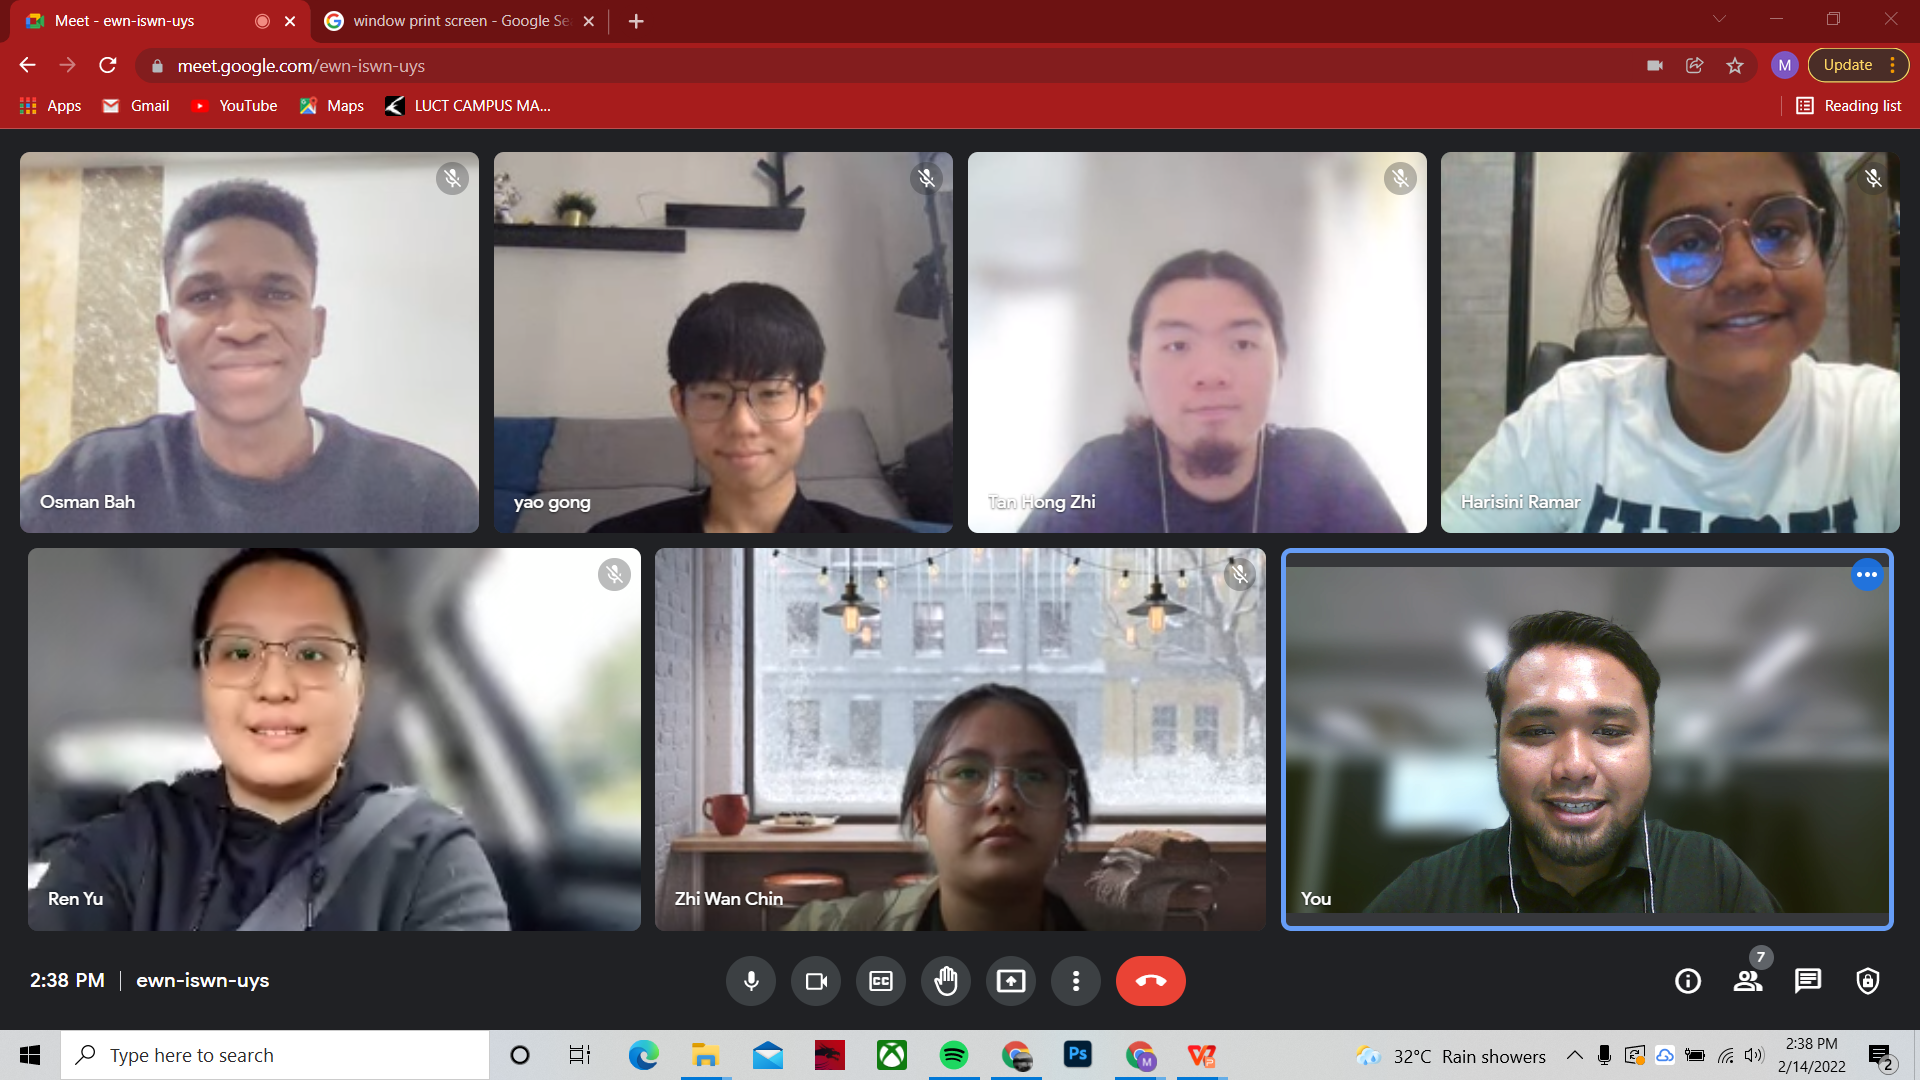 Meet - ewn-iswn-uys
window print screen - Google Se
meet.google.com/ewn-iswn-uys
M
Update
Apps
Gmail
YouTube
Maps
LUCT CAMPUS MA...
Reading list
Osman Bah
yao gong
Tan Hong Zhi
Harisini Ramar
Ren Yu
Zhi Wan Chin
You
2:38 PM
ewn-iswn-uys
CC
7
Type here to search
Ps
M
32°C Rain showers
2:38 PM
2/14/2022
2